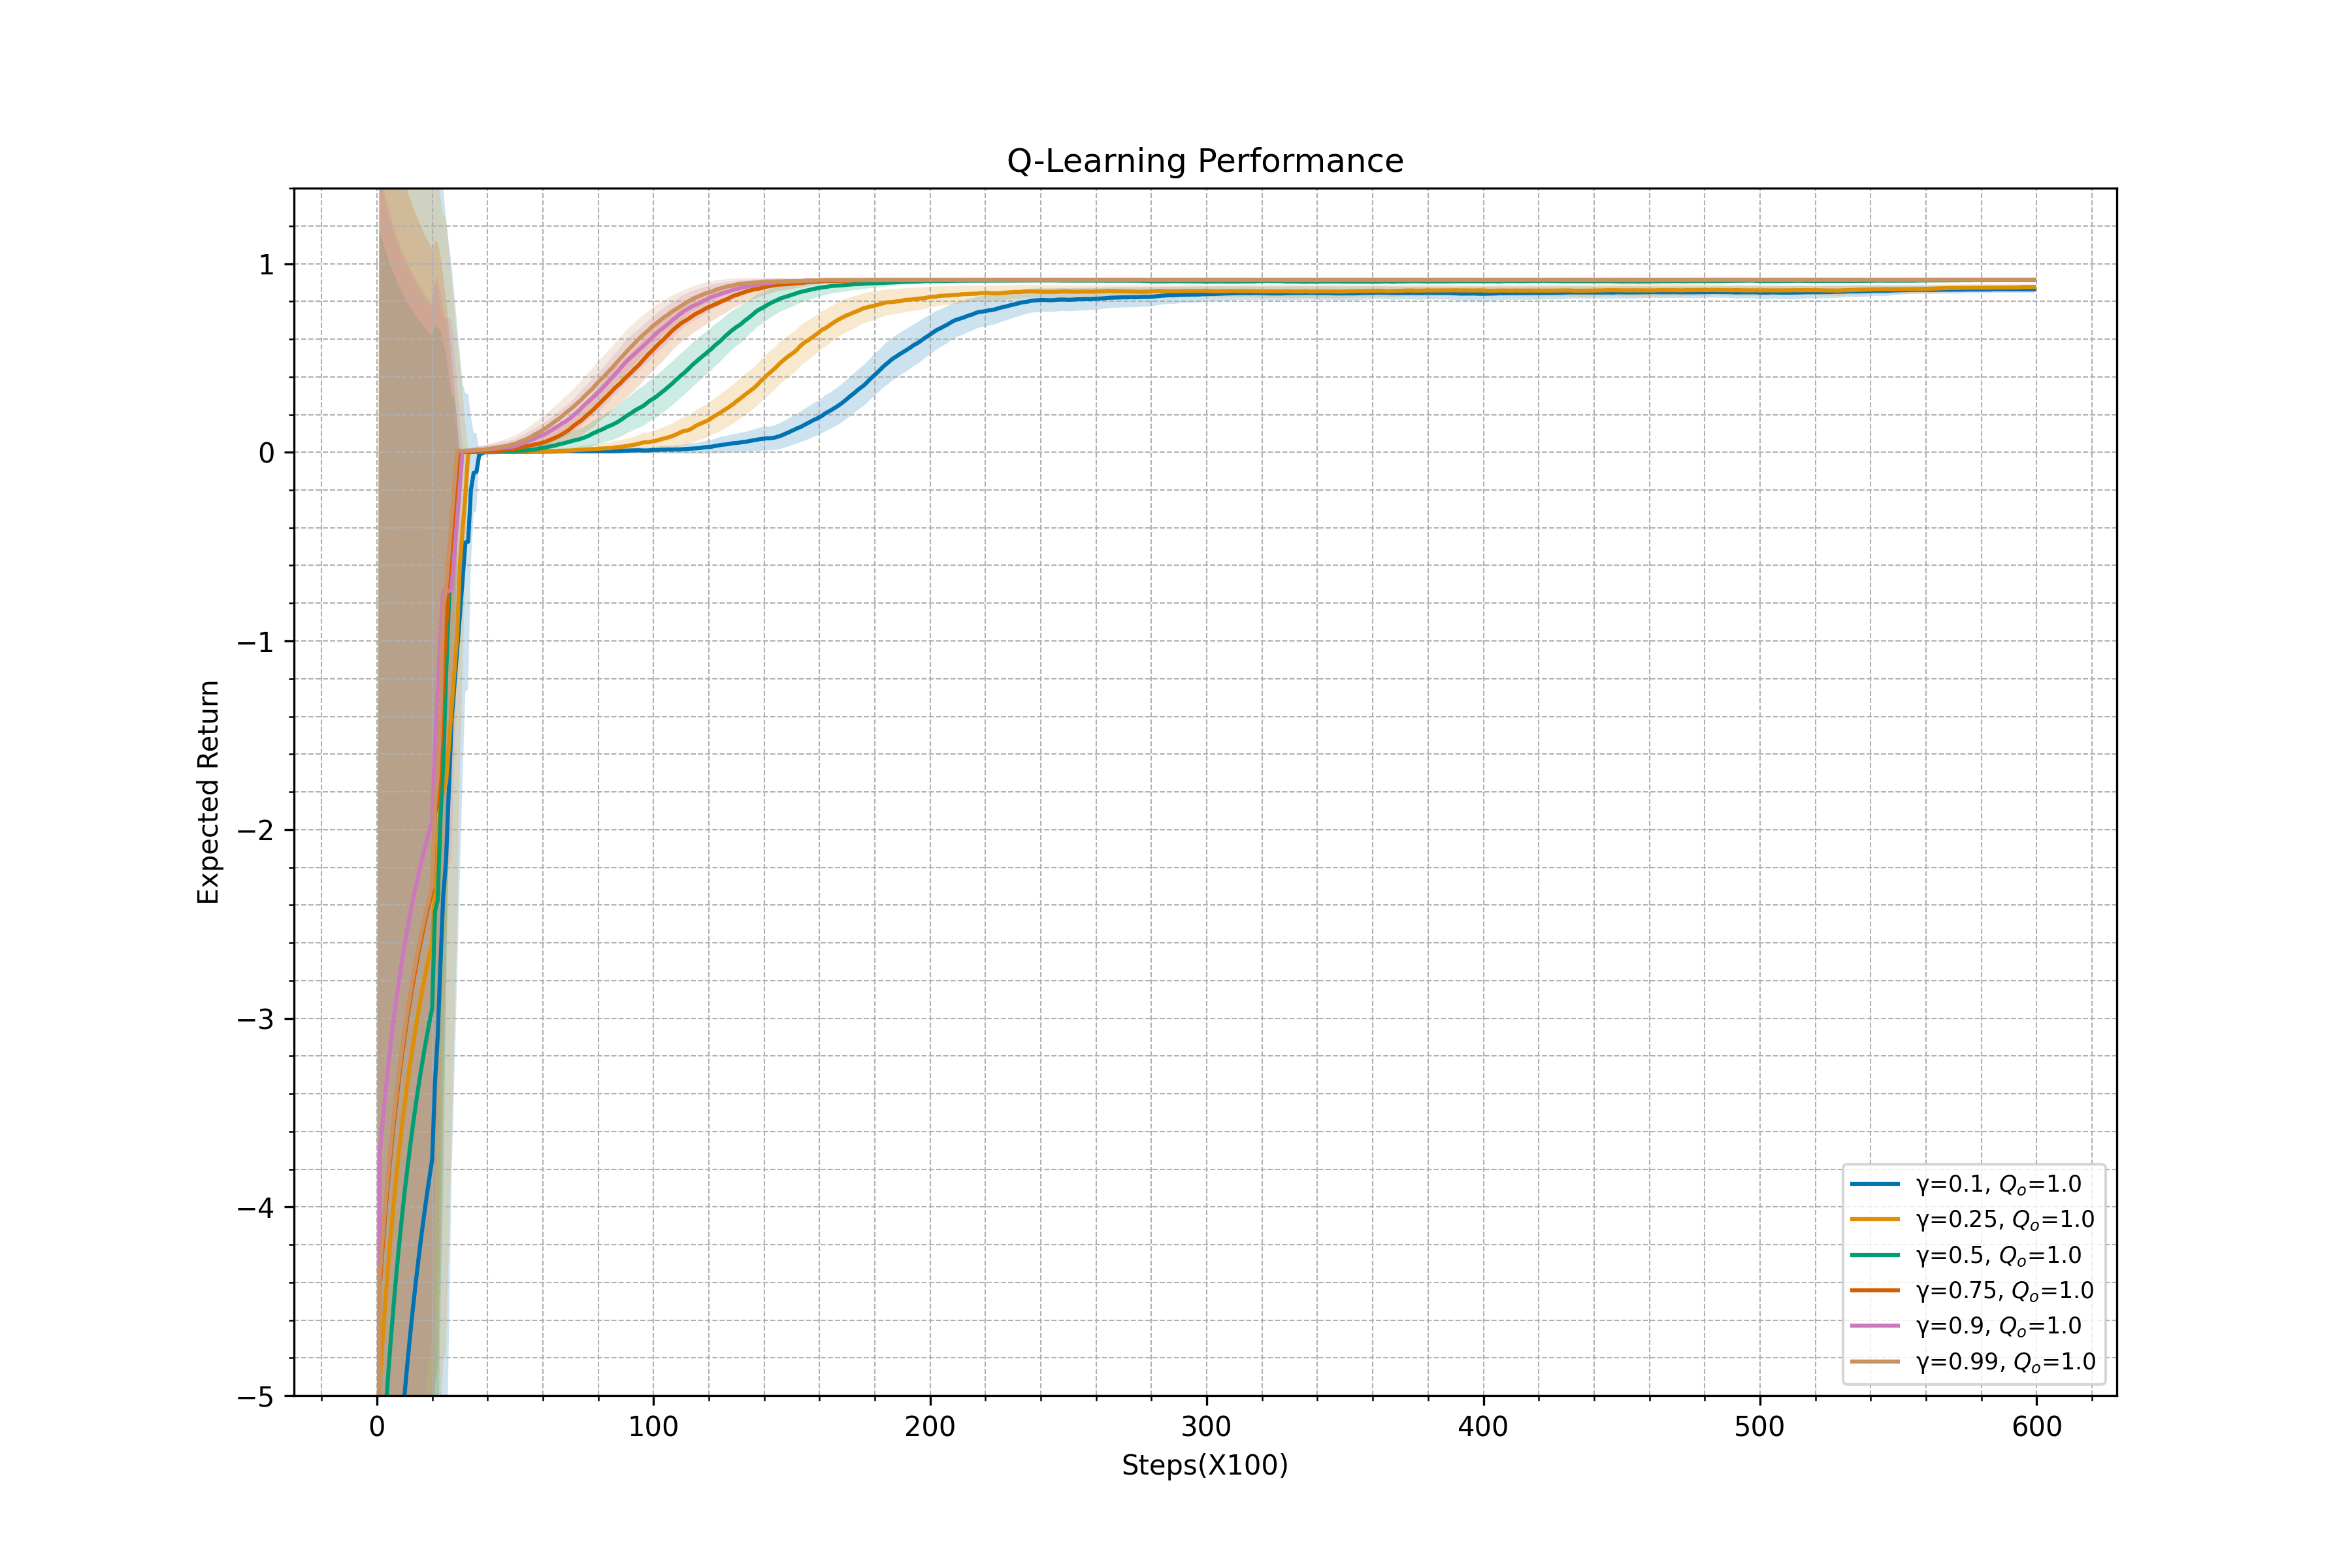 Q-Learning Performance
Expected Return
1
0
−1
−2
−3
−4
−5
0 100 200 300 400 500 600
Steps(X100)
γ=0.1, Qₒ=1.0
γ=0.25, Qₒ=1.0
γ=0.5, Qₒ=1.0
γ=0.75, Qₒ=1.0
γ=0.9, Qₒ=1.0
γ=0.99, Qₒ=1.0